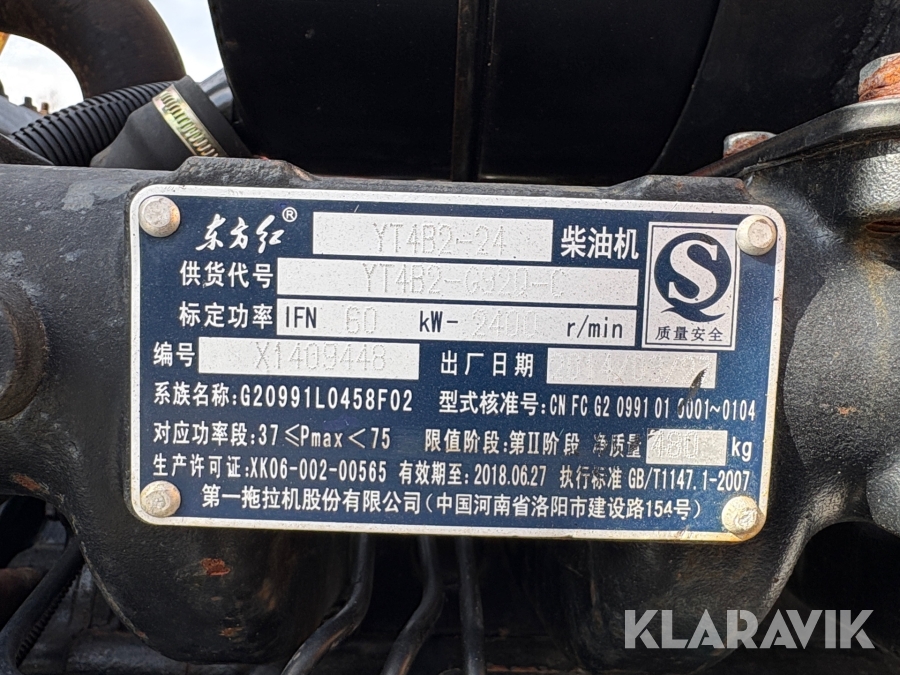 东方红® YT4B2-24 柴油机
供货代号 YT4B2-G920-C
标定功率 IFN 60 kW- 2400 r/min
编号 X1409448 出厂日期
系族名称:G20991L0458F02 型式核准号:CN FC G2 0991 01 0001~0104
对应功率段:37≤Pmax<75 限值阶段:第II阶段 净质量 480 kg
生产许可证:XK06-002-00565 有效期至:2018.06.27 执行标准 GB/T1147.1-2007
第一拖拉机股份有限公司(中国河南省洛阳市建设路154号)
S
质量安全
KLARAVIK